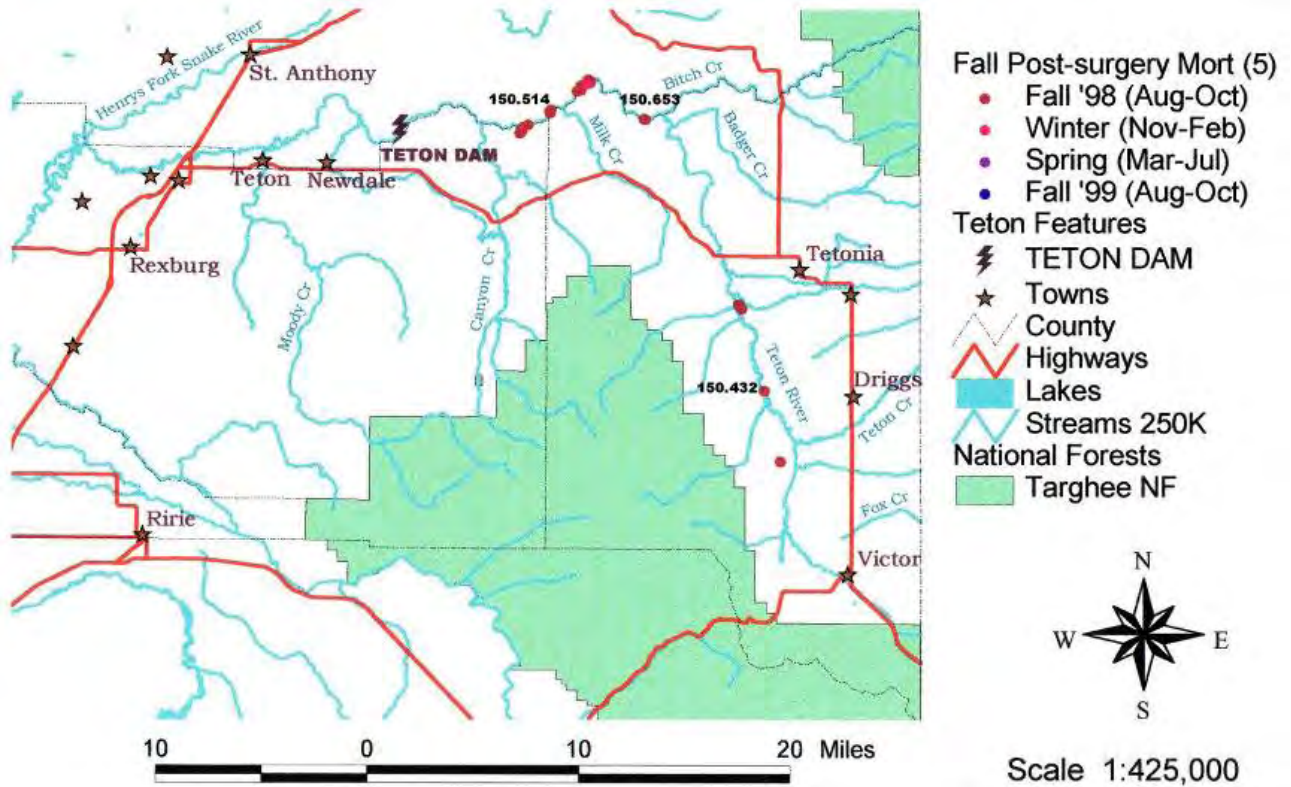 Henrys Fork Snake River
St. Anthony
Bitch Cr
150.514
150.653
Milk Cr
Badger Cr
TETON DAM
Teton
Newdale
Rexburg
Tetonia
Moody Cr
Canyon Cr
Teton River
150.432
Driggs
Teton Cr
Fox Cr
Ririe
Victor
Fall Post-surgery Mort (5)
Fall '98 (Aug-Oct)
Winter (Nov-Feb)
Spring (Mar-Jul)
Fall '99 (Aug-Oct)
Teton Features
TETON DAM
Towns
County
Highways
Lakes
Streams 250K
National Forests
Targhee NF
N
W E
S
10 0 10 20 Miles
Scale 1:425,000